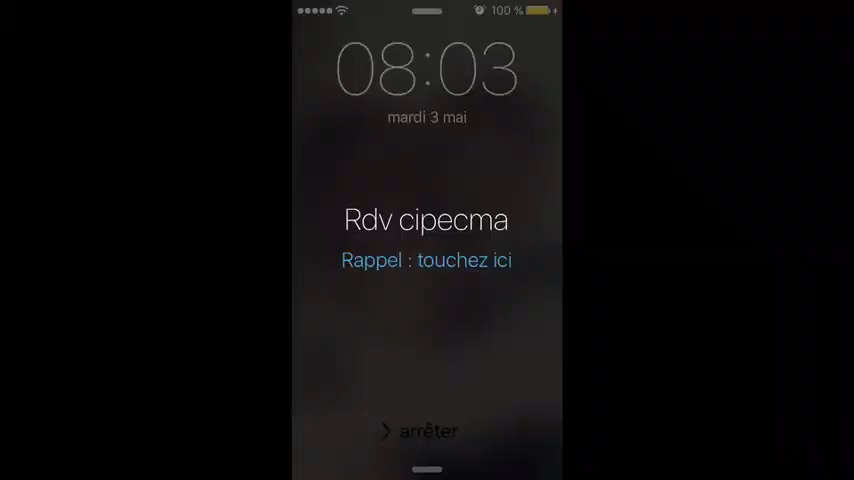 100 %
08:03
mardi 3 mai
Rdv cipecma
Rappel : touchez ici
> arrêter